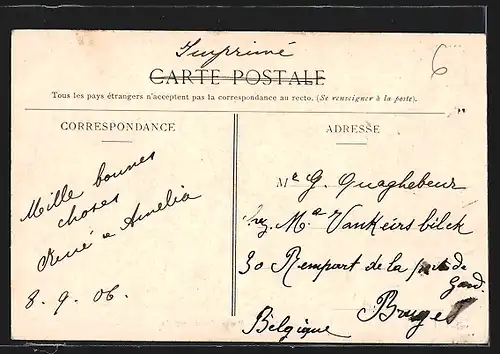 Imprimé
6
CARTE POSTALE
Tous les pays étrangers n'acceptent pas la correspondance au recto. (Se renseigner à la poste).
CORRESPONDANCE
Mille bonnes
choses
René a Amelia
8. 9. 06.
ADRESSE
Mr G. Quaghebeur
chez Ma Vankeirsbilck
30 Rempart de la porte de
Gand.
Bruges
Belgique